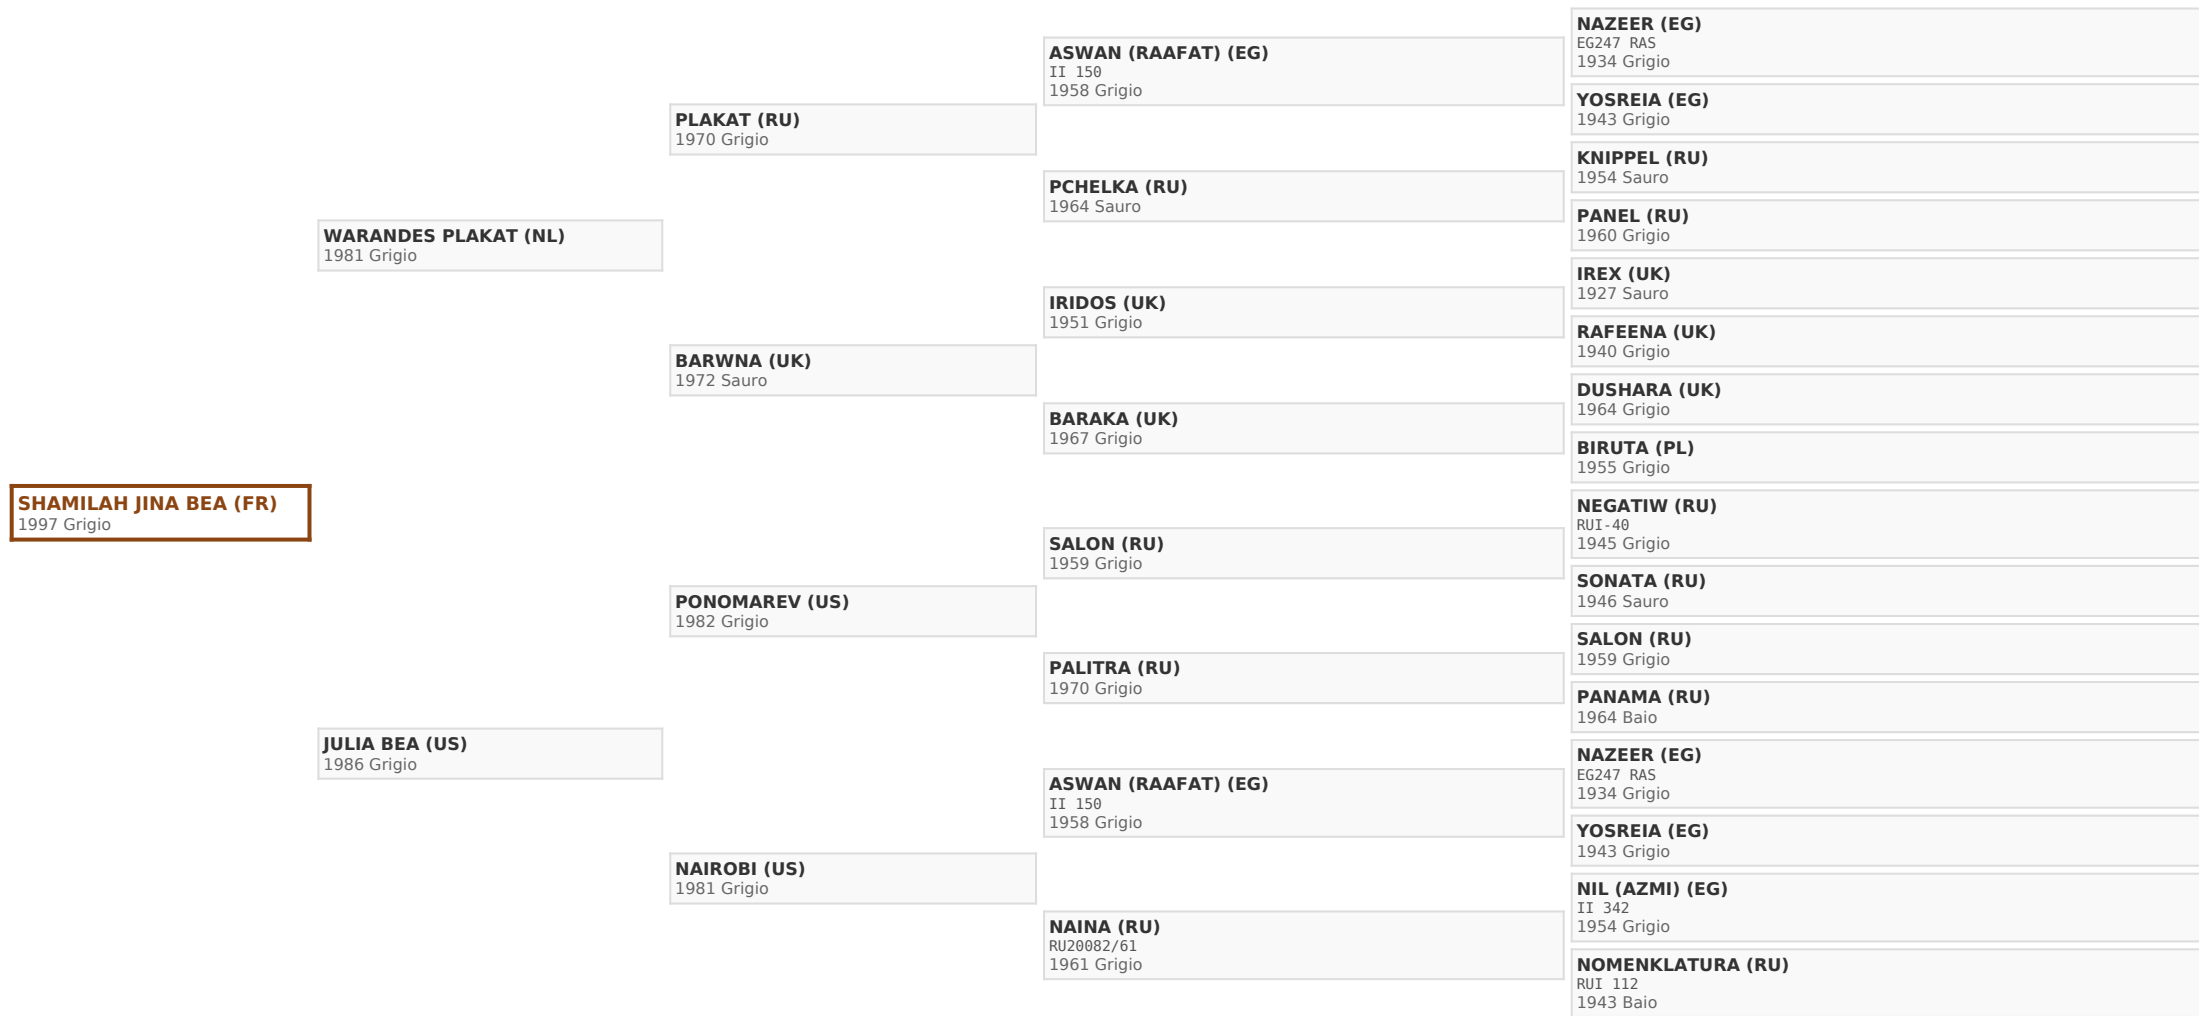 SHAMILAH JINA BEA (FR)
1997 Grigio
WARANDES PLAKAT (NL)
1981 Grigio
JULIA BEA (US)
1986 Grigio
PLAKAT (RU)
1970 Grigio
BARWNA (UK)
1972 Sauro
PONOMAREV (US)
1982 Grigio
NAIROBI (US)
1981 Grigio
ASWAN (RAAFAT) (EG)
II 150
1958 Grigio
PCHELKA (RU)
1964 Sauro
IRIDOS (UK)
1951 Grigio
BARAKA (UK)
1967 Grigio
SALON (RU)
1959 Grigio
PALITRA (RU)
1970 Grigio
ASWAN (RAAFAT) (EG)
II 150
1958 Grigio
NAINA (RU)
RU20082/61
1961 Grigio
NAZEER (EG)
EG247 RAS
1934 Grigio
YOSREIA (EG)
1943 Grigio
KNIPPEL (RU)
1954 Sauro
PANEL (RU)
1960 Grigio
IREX (UK)
1927 Sauro
RAFEENA (UK)
1940 Grigio
DUSHARA (UK)
1964 Grigio
BIRUTA (PL)
1955 Grigio
NEGATIW (RU)
RUI-40
1945 Grigio
SONATA (RU)
1946 Sauro
SALON (RU)
1959 Grigio
PANAMA (RU)
1964 Baio
NAZEER (EG)
EG247 RAS
1934 Grigio
YOSREIA (EG)
1943 Grigio
NIL (AZMI) (EG)
II 342
1954 Grigio
NOMENKLATURA (RU)
RUI 112
1943 Baio